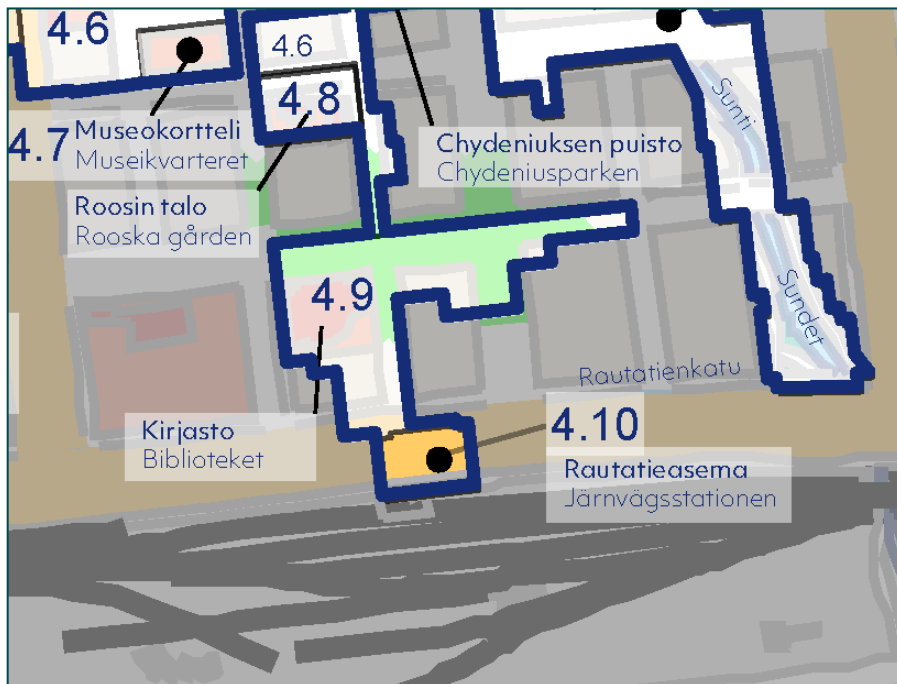 4.6
4.6
4.8
4.7
Museokortteli
Museikvarteret
Chydeniuksen puisto
Chydeniusparken
Sunti
Roosin talo
Rooska gården
4.9
Sundet
Rautatienkatu
Kirjasto
Biblioteket
4.10
Rautatieasema
Järnvägsstationen